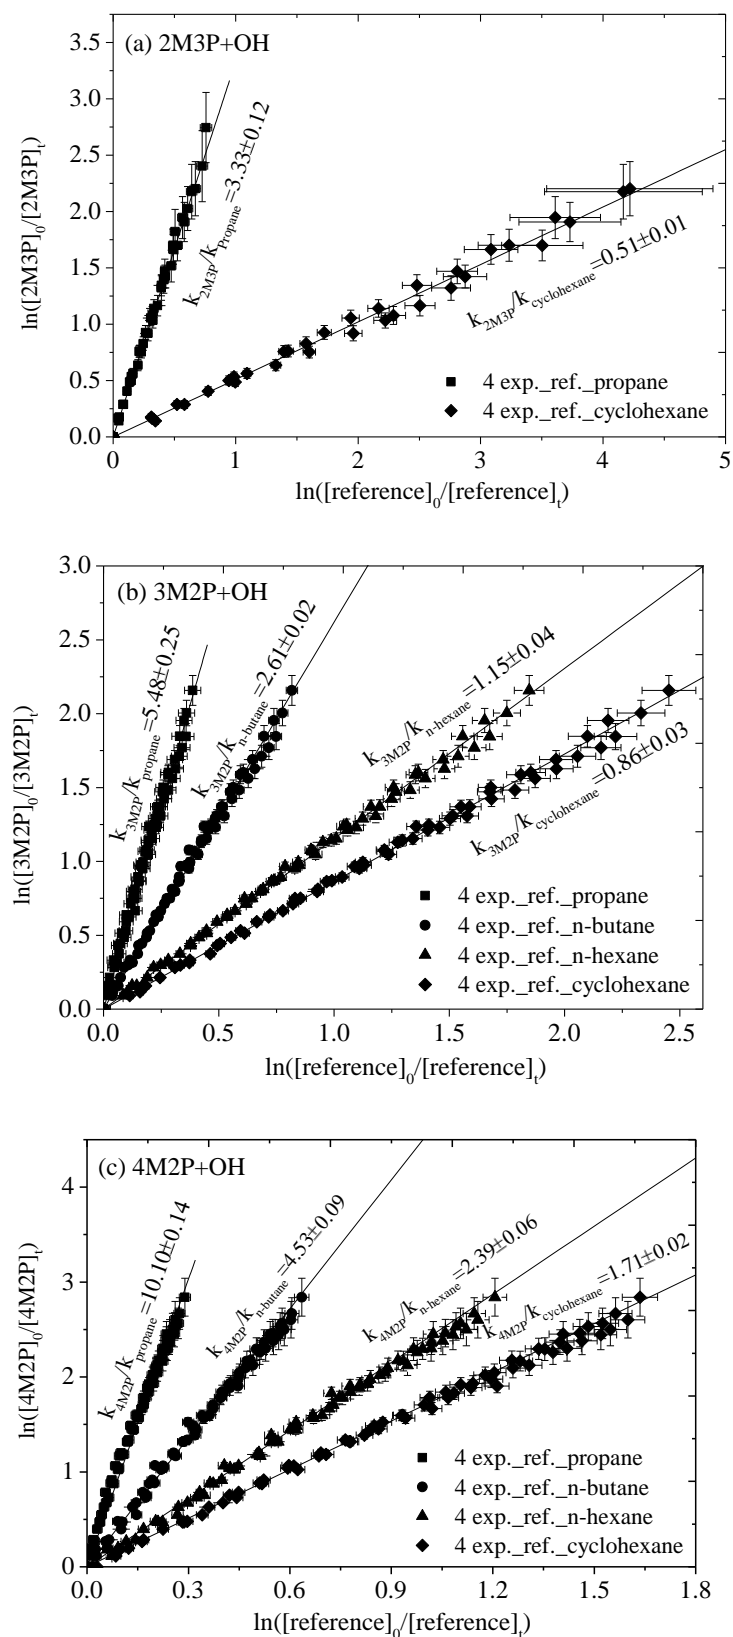 (a) 2M3P+OH
ln([2M3P]₀/[2M3P]ₜ)
3.5
3.0
2.5
2.0
1.5
1.0
0.5
0.0
k₂M3P/kPropane=3.33±0.12
k₂M3P/kcyclohexane=0.51±0.01
4 exp._ref._propane
4 exp._ref._cyclohexane
0 1 2 3 4 5
ln([reference]₀/[reference]ₜ)
(b) 3M2P+OH
ln([3M2P]₀/[3M2P]ₜ)
3.0
2.5
2.0
1.5
1.0
0.5
0.0
k3M2P/kpropane=5.48±0.25
k3M2P/kn-butane=2.61±0.02
k3M2P/kn-hexane=1.15±0.04
k3M2P/kcyclohexane=0.86±0.03
4 exp._ref._propane
4 exp._ref._n-butane
4 exp._ref._n-hexane
4 exp._ref._cyclohexane
0.0 0.5 1.0 1.5 2.0 2.5
ln([reference]₀/[reference]ₜ)
(c) 4M2P+OH
ln([4M2P]₀/[4M2P]ₜ)
4
3
2
1
0
k4M2P/kpropane=10.10±0.14
k4M2P/kn-butane=4.53±0.09
k4M2P/kn-hexane=2.39±0.06
k4M2P/kcyclohexane=1.71±0.02
4 exp._ref._propane
4 exp._ref._n-butane
4 exp._ref._n-hexane
4 exp._ref._cyclohexane
0.0 0.3 0.6 0.9 1.2 1.5 1.8
ln([reference]₀/[reference]ₜ)